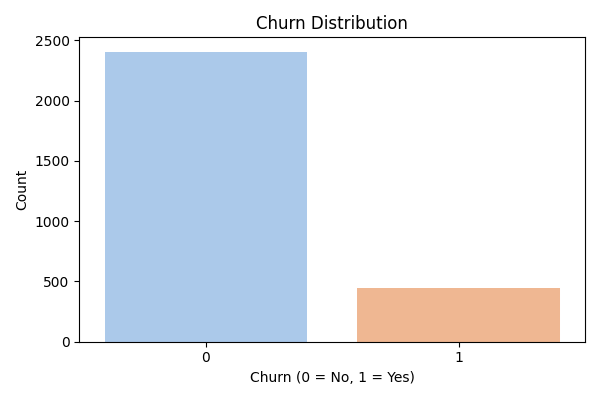 Churn Distribution
2500
2000
1500
1000
500
0
Count
0 1
Churn (0 = No, 1 = Yes)